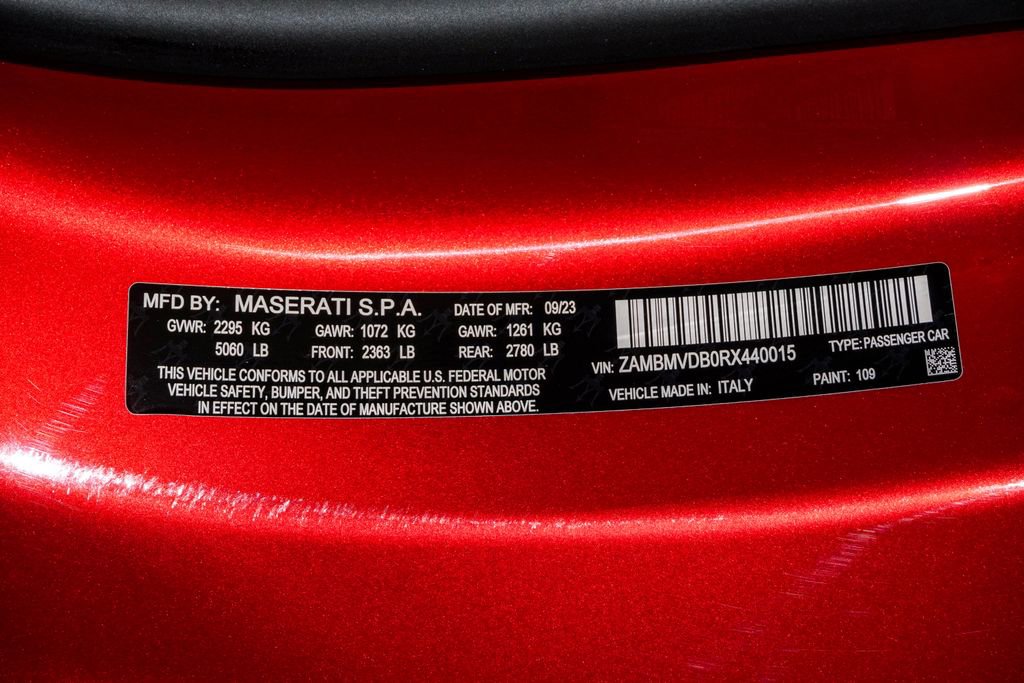 MFD BY: MASERATI S.P.A. DATE OF MFR: 09/23
GVWR: 2295 KG GAWR: 1072 KG GAWR: 1261 KG
5060 LB FRONT: 2363 LB REAR: 2780 LB
THIS VEHICLE CONFORMS TO ALL APPLICABLE U.S. FEDERAL MOTOR
VEHICLE SAFETY, BUMPER, AND THEFT PREVENTION STANDARDS
IN EFFECT ON THE DATE OF MANUFACTURE SHOWN ABOVE.
VIN: ZAMBMVDB0RX440015 TYPE: PASSENGER CAR
VEHICLE MADE IN: ITALY PAINT: 109